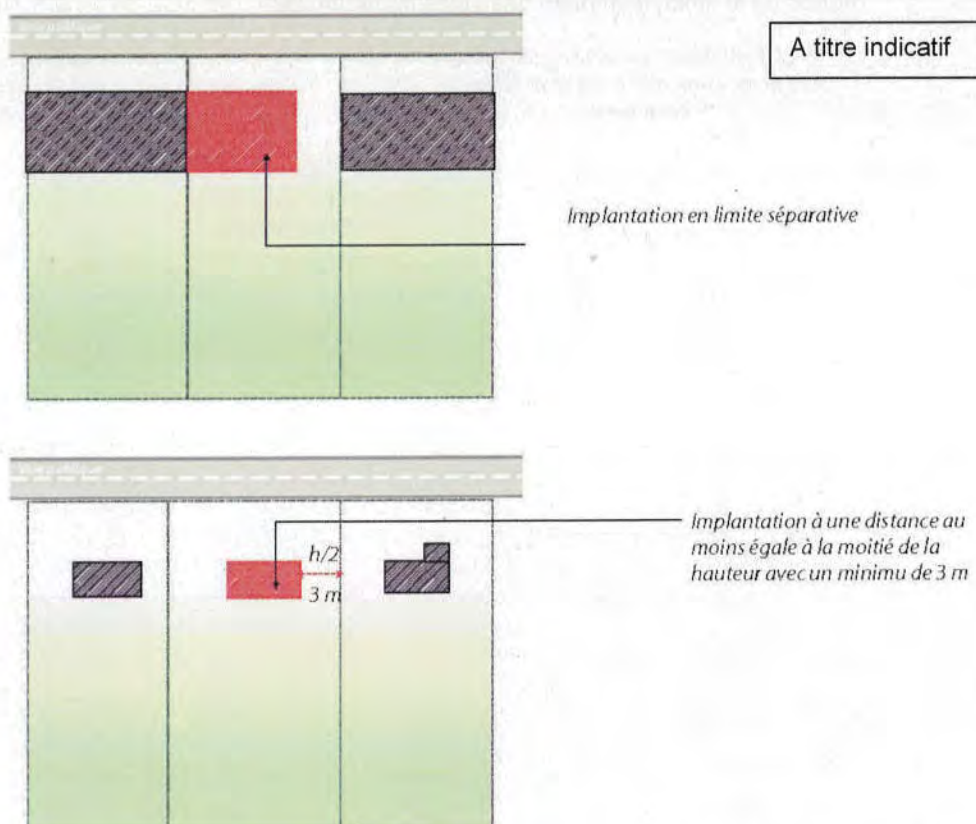 A titre indicatif
Implantation en limite séparative
h/2
3 m
Implantation à une distance au
moins égale à la moitié de la
hauteur avec un minimu de 3 m